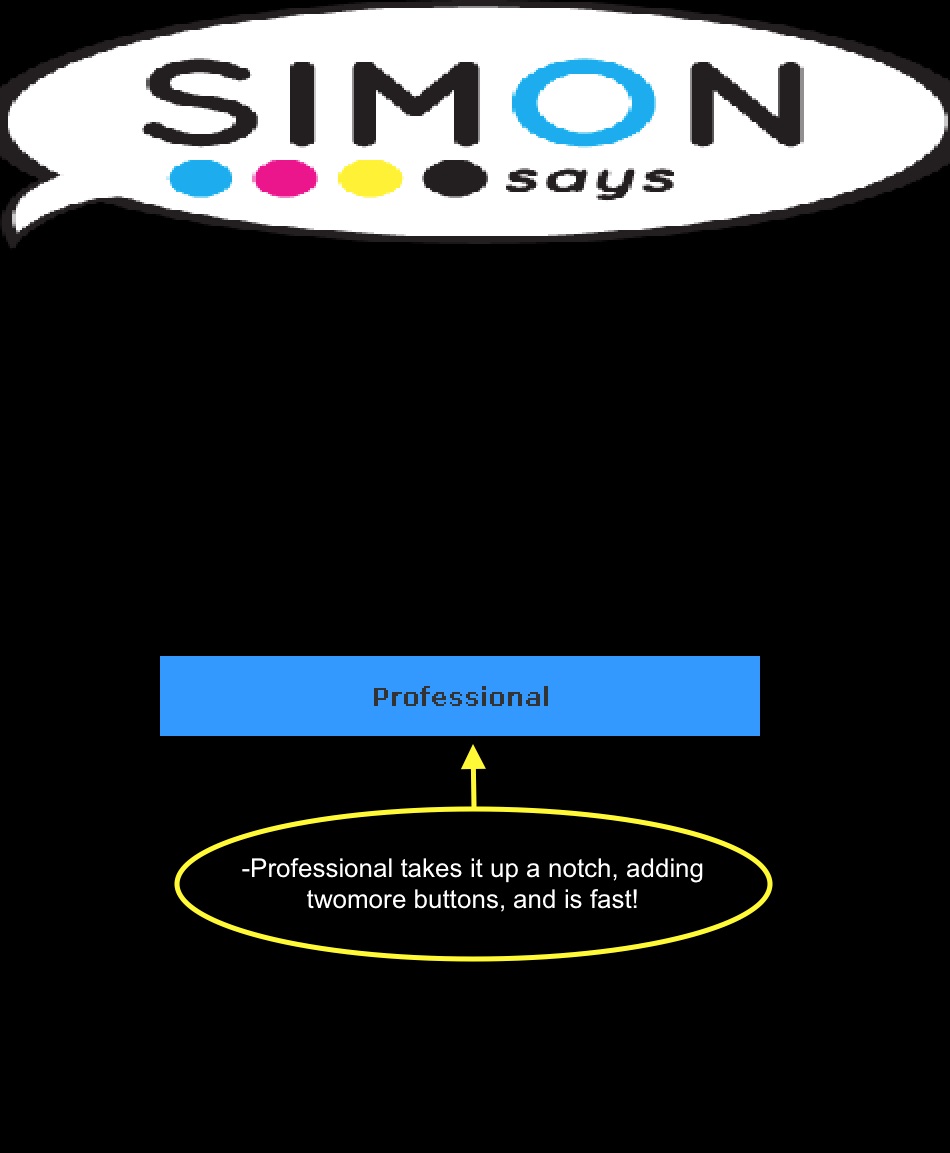 SIMON
says
Professional
-Professional takes it up a notch, adding
twomore buttons, and is fast!